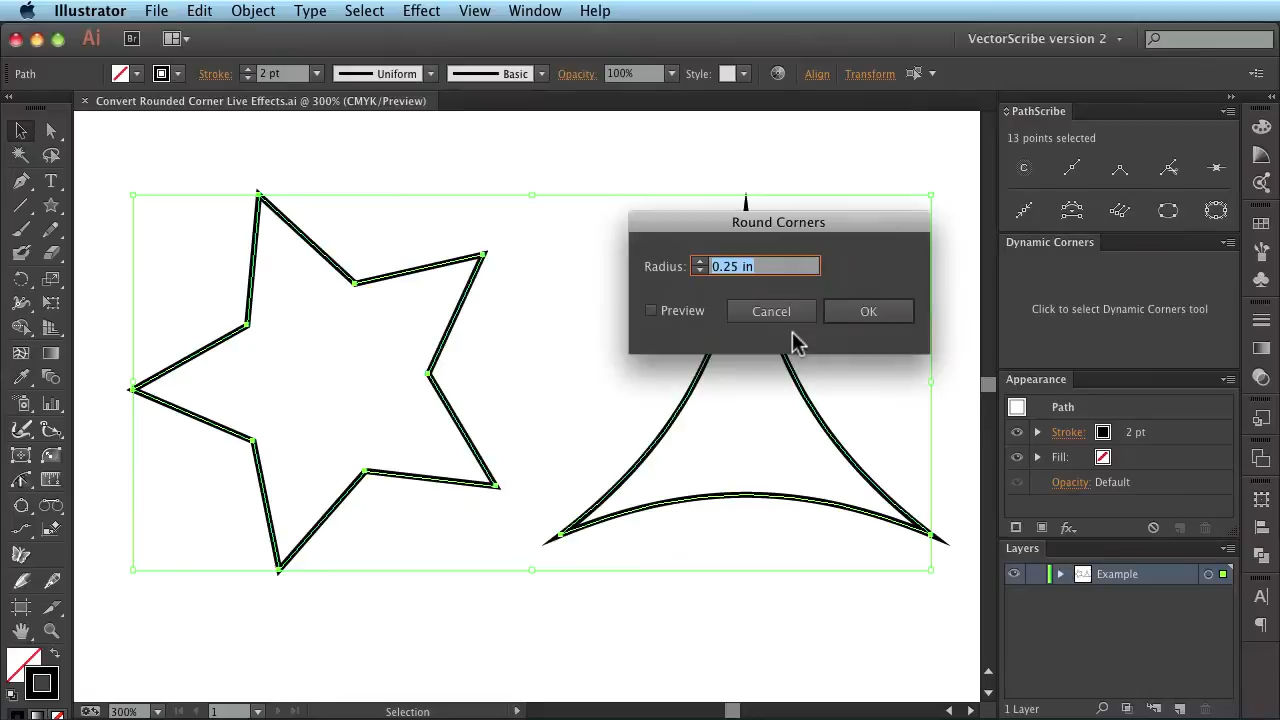 Illustrator File Edit Object Type Select Effect View Window Help
Ai Br VectorScribe version 2
Path Stroke: 2 pt Uniform Basic Opacity: 100% Style: Align Transform
× Convert Rounded Corner Live Effects.ai @ 300% (CMYK/Preview)
PathScribe
13 points selected
Round Corners
Radius: 0.25 in
Preview Cancel OK
Dynamic Corners
Click to select Dynamic Corners tool
Appearance
Path
Stroke: 2 pt
Fill:
Opacity: Default
fx
Layers
Example
1 Layer
300% 1 Selection